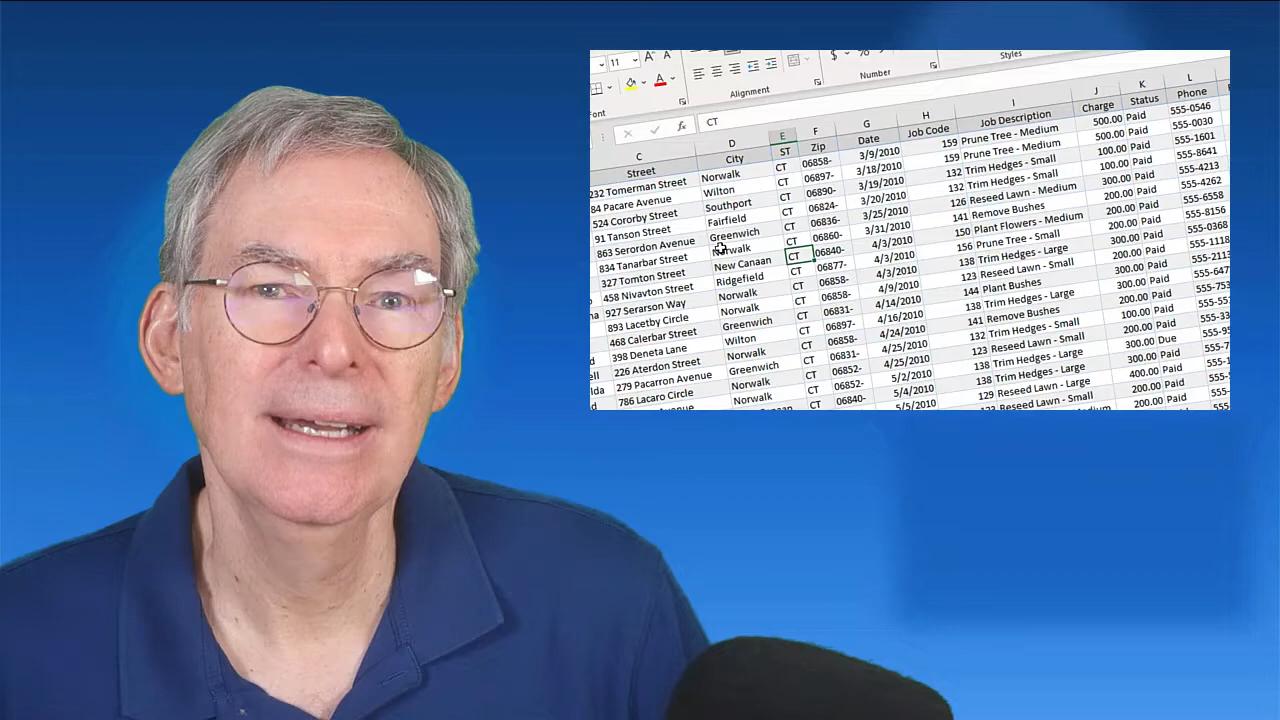 11
Font
Alignment
Number
Styles
CT
C D E F G H I J K L
Street City ST Zip Date Job Code Job Description Charge Status Phone
232 Tomerman Street Norwalk CT 06858- 3/9/2010 159 Prune Tree - Medium 500.00 Paid 555-0546
84 Pacare Avenue Wilton CT 06897- 3/18/2010 159 Prune Tree - Medium 500.00 Paid 555-0030
524 Cororby Street Southport CT 06890- 3/19/2010 132 Trim Hedges - Small 100.00 Paid 555-1601
91 Tanson Street Fairfield CT 06824- 3/20/2010 132 Trim Hedges - Small 100.00 Paid 555-8641
863 Serordon Avenue Greenwich CT 06836- 3/25/2010 126 Reseed Lawn - Medium 300.00 Paid 555-4213
834 Tanarbar Street Norwalk CT 06860- 3/31/2010 141 Remove Bushes 200.00 Paid 555-4262
327 Tomton Street New Canaan CT 06840- 4/3/2010 150 Plant Flowers - Medium 200.00 Paid 555-6558
458 Nivavton Street Ridgefield CT 06877- 4/3/2010 156 Prune Tree - Small 300.00 Paid 555-8156
927 Serarson Way Norwalk CT 06858- 4/3/2010 138 Trim Hedges - Large 300.00 Paid 555-0368
893 Lacetby Circle Norwalk CT 06858- 4/9/2010 123 Reseed Lawn - Small 100.00 Paid 555-1118
468 Calerbar Street Greenwich CT 06831- 4/14/2010 144 Plant Bushes 300.00 Paid 555-2113
398 Deneta Lane Wilton CT 06897- 4/16/2010 138 Trim Hedges - Large 300.00 Paid 555-647
226 Aterdon Street Norwalk CT 06858- 4/24/2010 141 Remove Bushes 200.00 Paid 555-753
279 Pacarron Avenue Greenwich CT 06831- 4/25/2010 132 Trim Hedges - Small 100.00 Paid
786 Lacaro Circle Norwalk CT 06852- 4/25/2010 123 Reseed Lawn - Small 200.00 Paid
Norwalk CT 06852- 5/2/2010 138 Trim Hedges - Large 300.00 Due
CT 06840- 5/4/2010 138 Trim Hedges - Large 300.00 Paid
5/5/2010 129 Reseed Lawn - Large 400.00 Paid
Reseed Lawn - Small 200.00 Paid